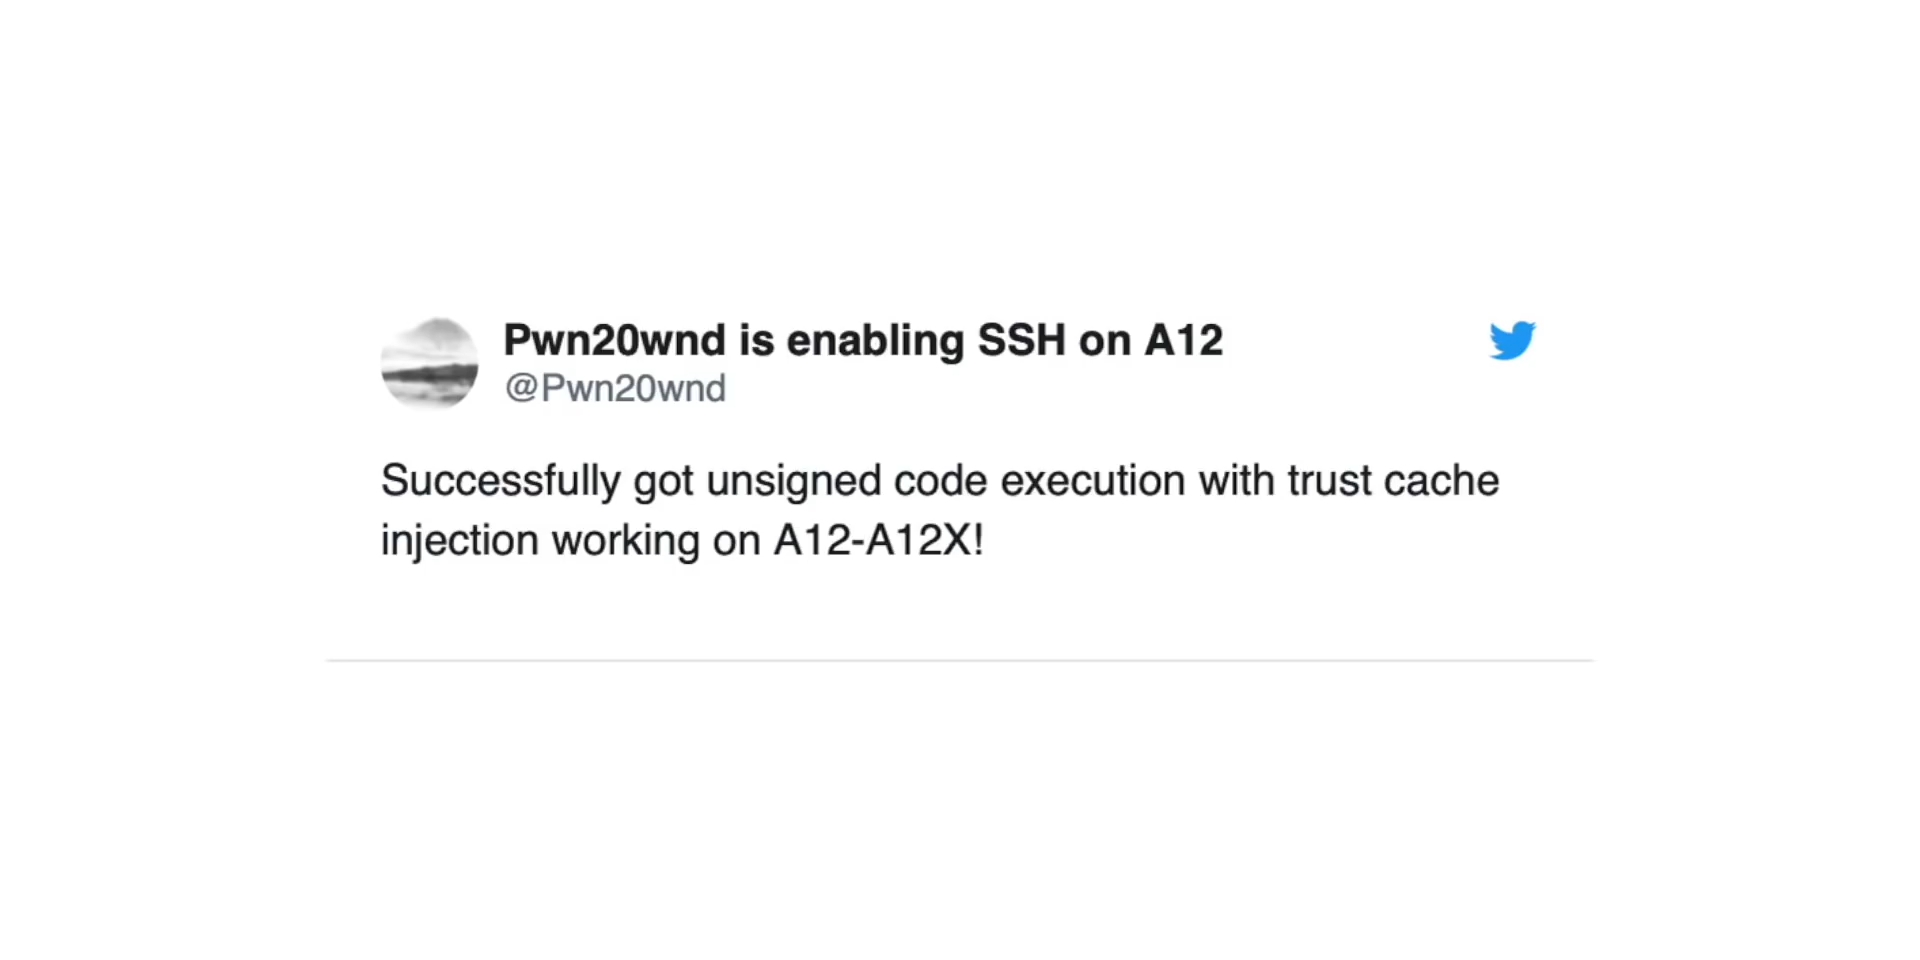 Pwn20wnd is enabling SSH on A12
@Pwn20wnd
Successfully got unsigned code execution with trust cache
injection working on A12-A12X!